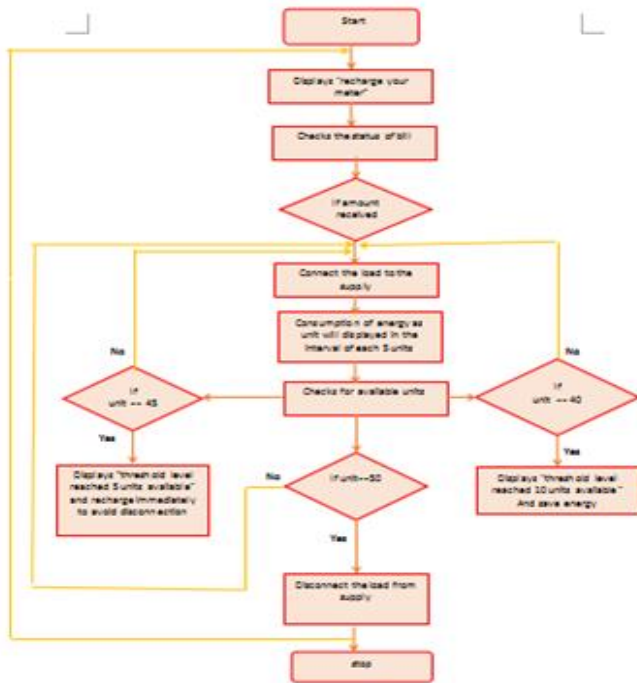 Start
Displays "recharge your
meter"
Checks the status of bill
If amount
received
Connect the load to the
supply
Consumption of energy as
unit will displayed in the
interval of each 5 units
No
No
If
unit == 45
Checks for available units
If
unit == 40
Yes
Yes
Displays "threshold level
reached 5 units available"
and recharge immediately
to avoid disconnection
No
If unit==50
Displays "threshold level
reached 10 units available"
And save energy
Yes
Disconnect the load from
supply
stop